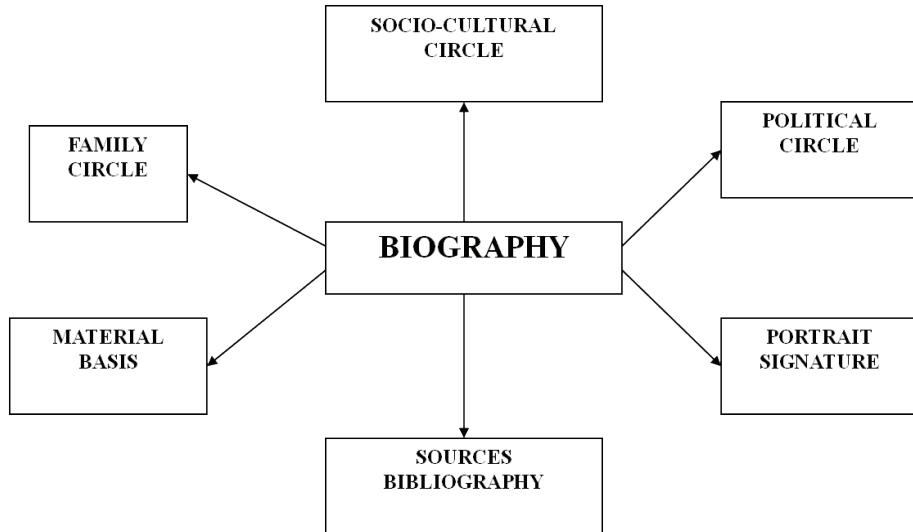 SOCIO-CULTURAL
CIRCLE
FAMILY
CIRCLE
POLITICAL
CIRCLE
BIOGRAPHY
MATERIAL
BASIS
PORTRAIT
SIGNATURE
SOURCES
BIBLIOGRAPHY